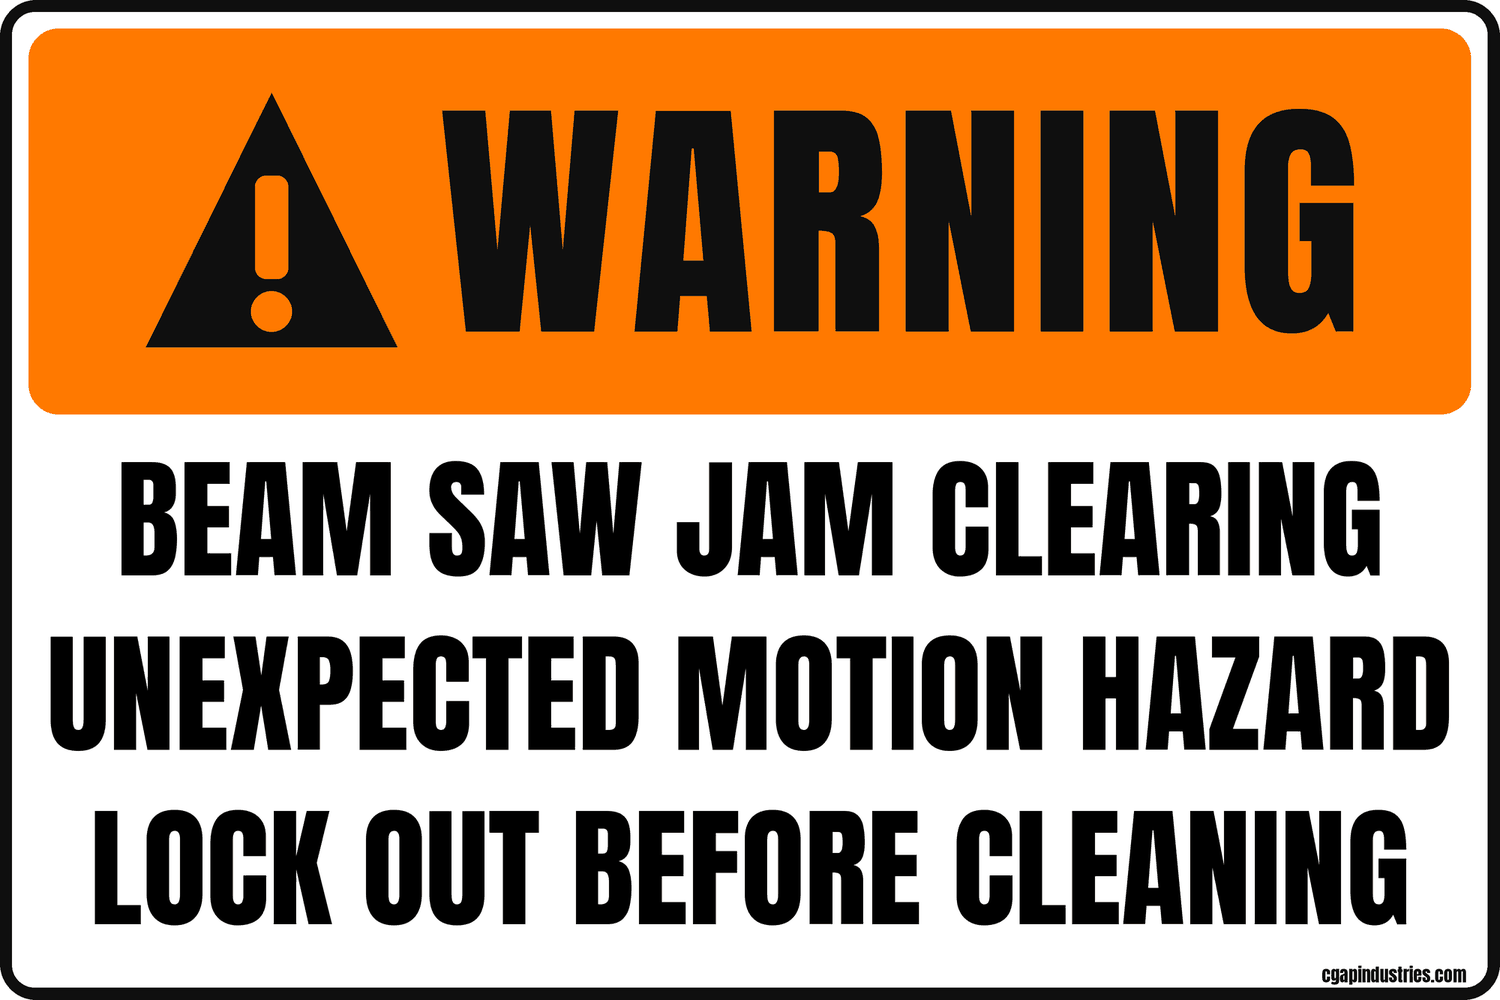 WARNING
BEAM SAW JAM CLEARING
UNEXPECTED MOTION HAZARD
LOCK OUT BEFORE CLEANING
cgapindustries.com